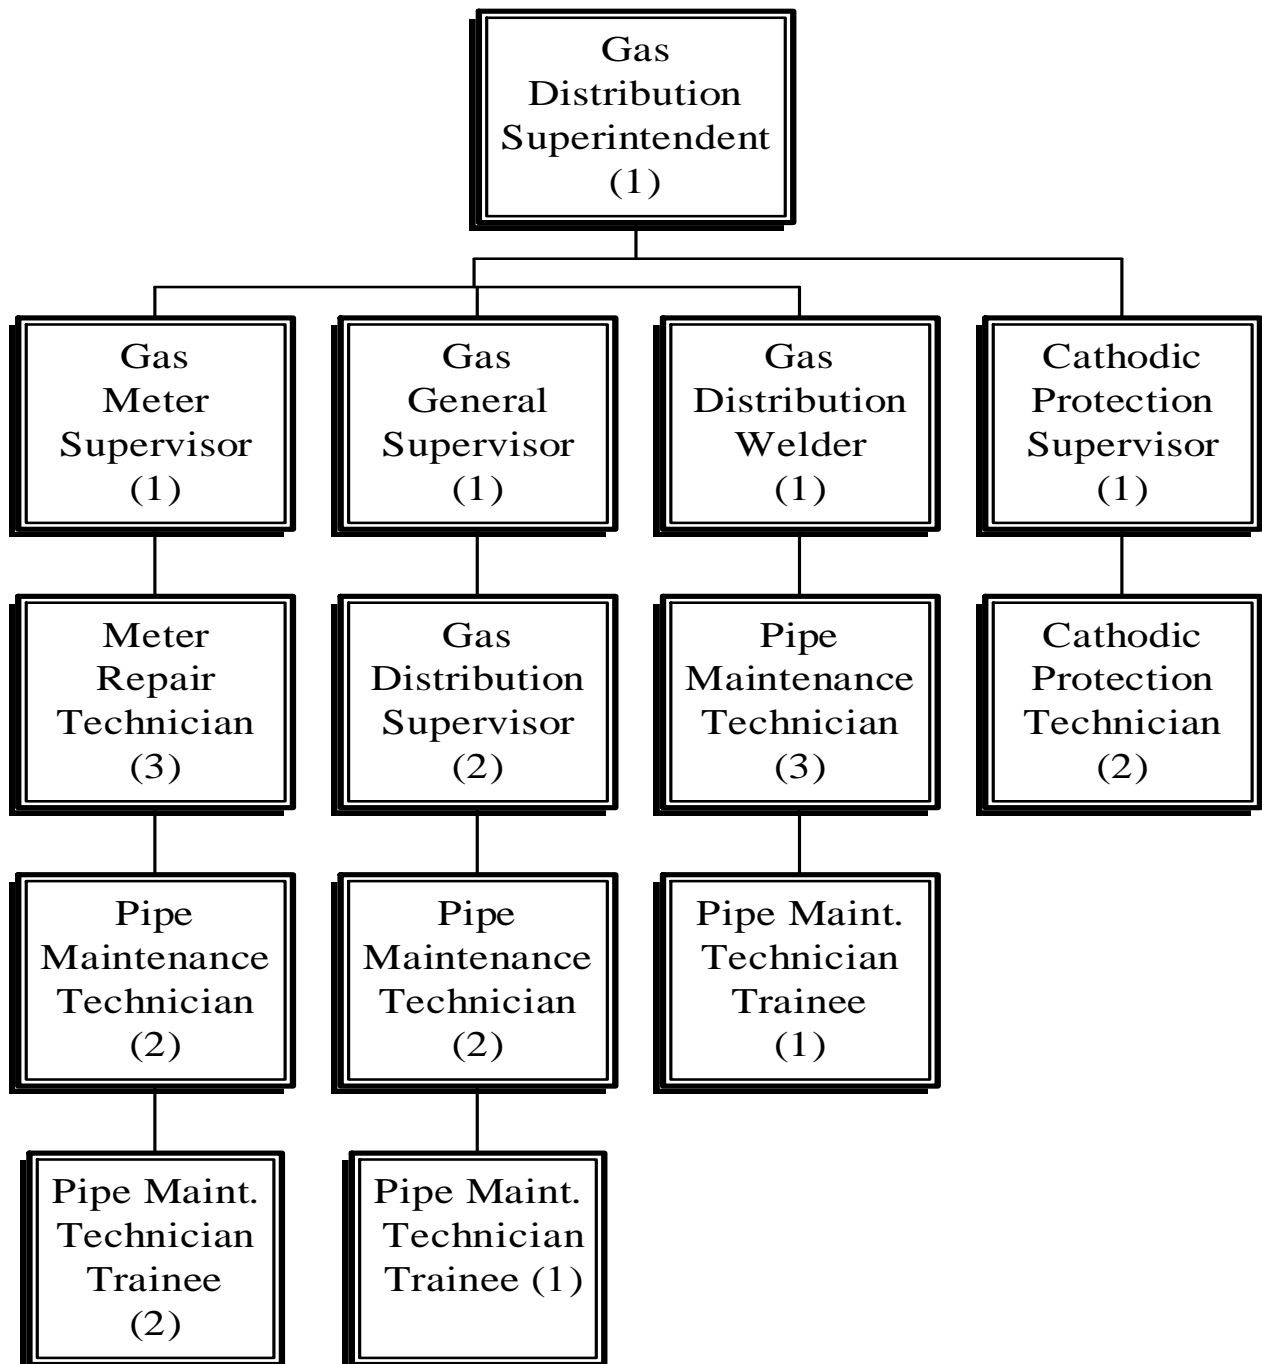 Gas
Distribution
Superintendent
(1)
Gas
Meter
Supervisor
(1)
Gas
General
Supervisor
(1)
Gas
Distribution
Welder
(1)
Cathodic
Protection
Supervisor
(1)
Meter
Repair
Technician
(3)
Gas
Distribution
Supervisor
(2)
Pipe
Maintenance
Technician
(3)
Cathodic
Protection
Technician
(2)
Pipe
Maintenance
Technician
(2)
Pipe
Maintenance
Technician
(2)
Pipe Maint.
Technician
Trainee
(1)
Pipe Maint.
Technician
Trainee
(2)
Pipe Maint.
Technician
Trainee (1)